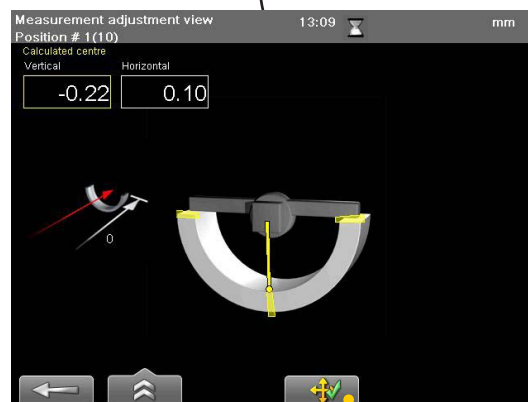 Measurement adjustment view 13:09 mm
Position # 1(10)
Calculated centre
Vertical Horizontal
-0.22 0.10
0